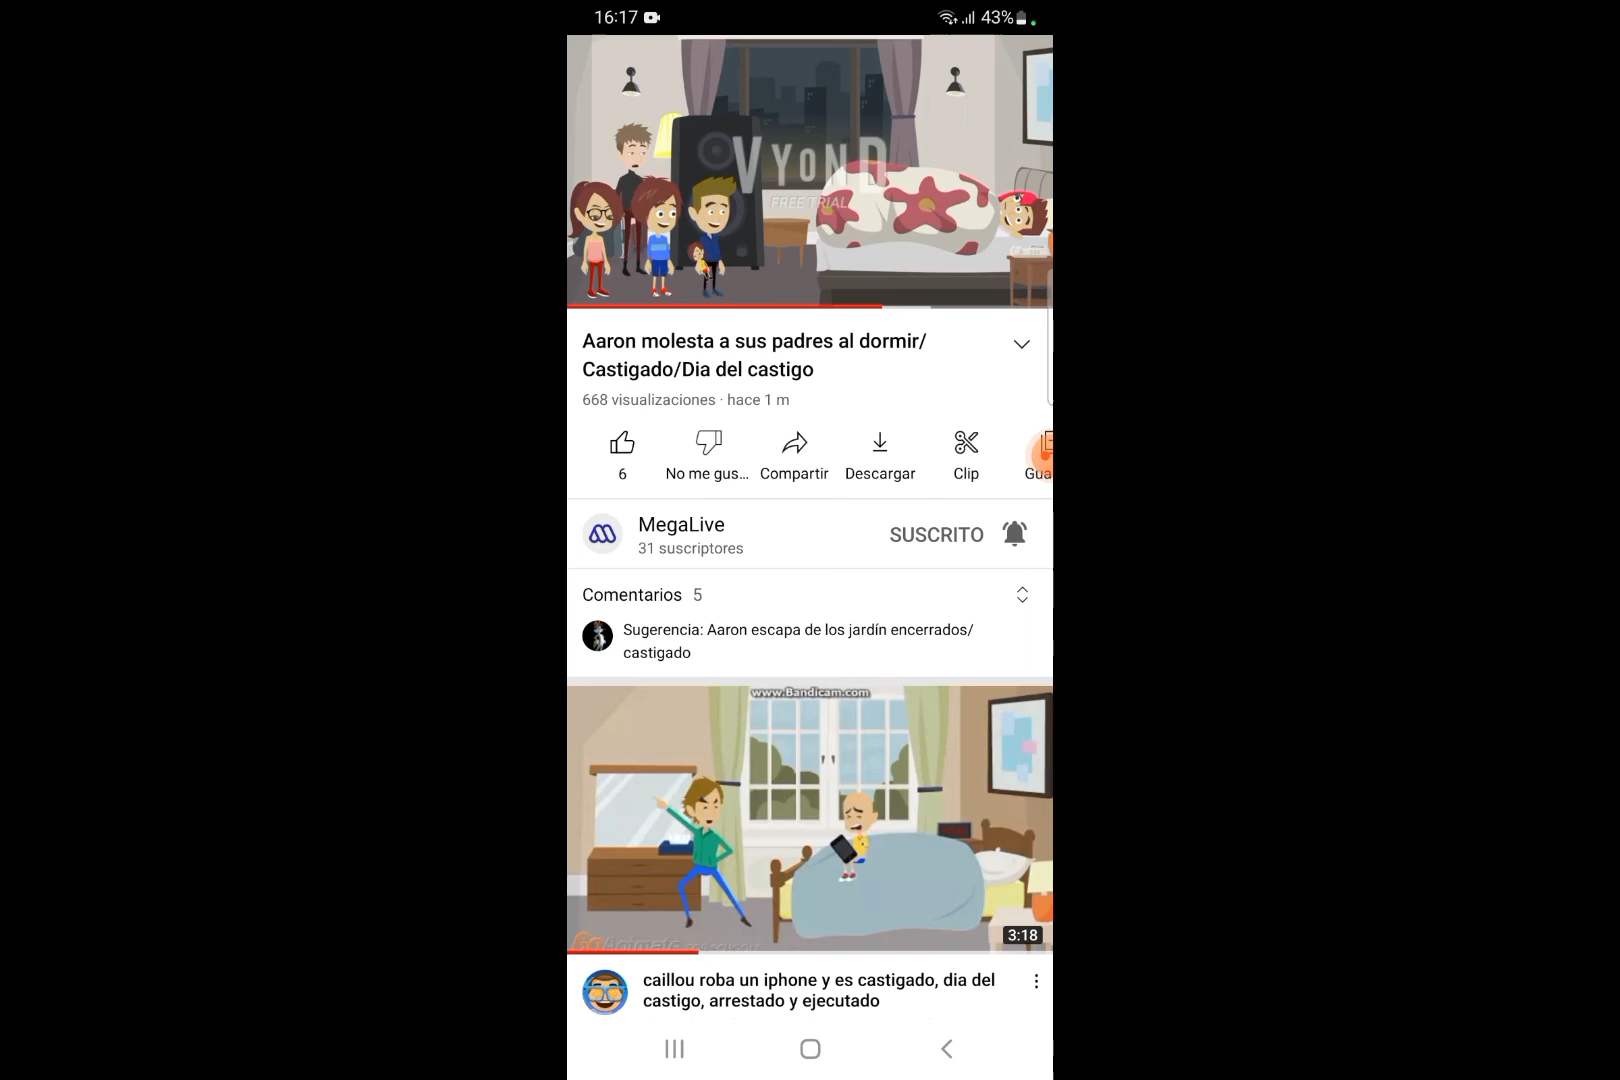 16:17
43%
VYOND
FREE TRIAL
Aaron molesta a sus padres al dormir/
Castigado/Dia del castigo
668 visualizaciones · hace 1 m
6
No me gus...
Compartir
Descargar
Clip
Gua
MegaLive
31 suscriptores
SUSCRITO
Comentarios 5
Sugerencia: Aaron escapa de los jardín encerrados/
castigado
www.Bandicam.com
GoAnimate
3:18
caillou roba un iphone y es castigado, dia del
castigo, arrestado y ejecutado